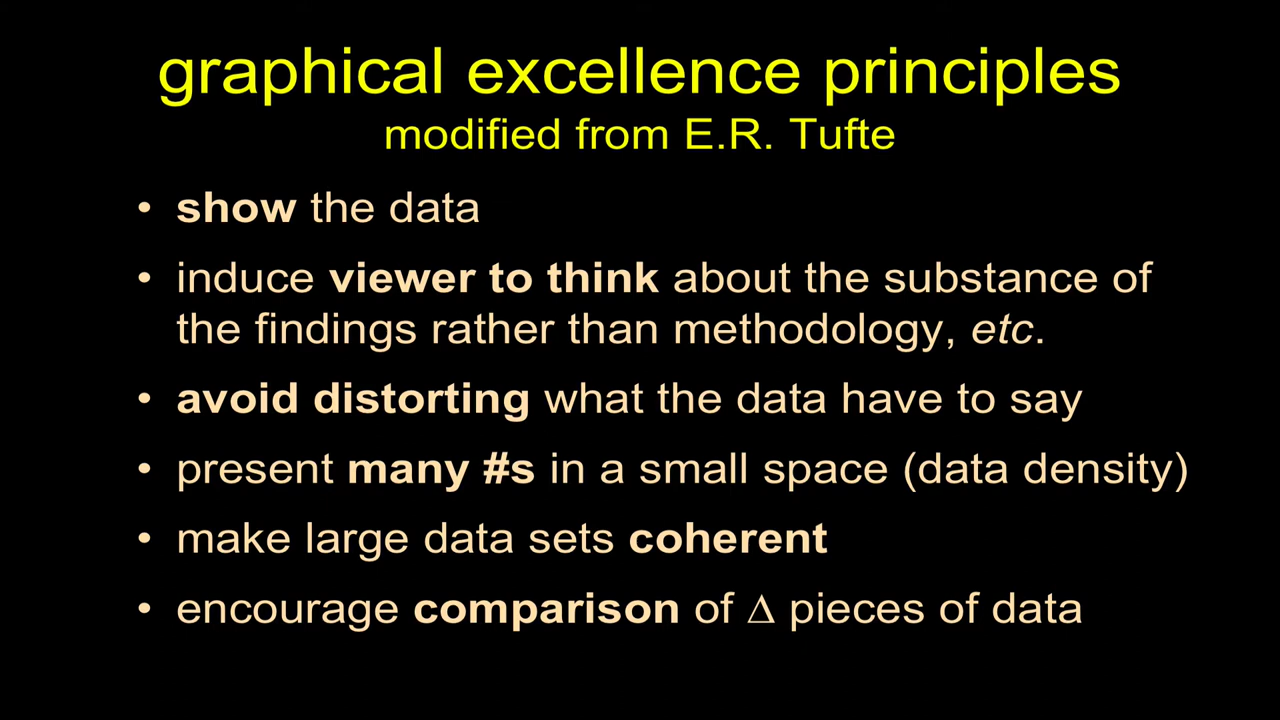 graphical excellence principles
modified from E.R. Tufte
• show the data
• induce viewer to think about the substance of
the findings rather than methodology, etc.
• avoid distorting what the data have to say
• present many #s in a small space (data density)
• make large data sets coherent
• encourage comparison of ∆ pieces of data